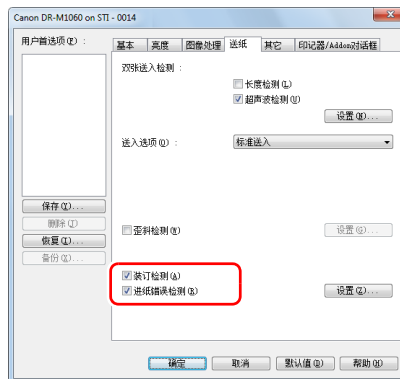 Canon DR-M1060 on STI - 0014
用户首选项(P) :
保存(V)...
删除(T)
恢复(I)...
备份(X)...
基本 亮度 图像处理 送纸 其它 印记器/Addon对话框
双张送入检测 :
长度检测(L)
超声波检测(U)
设置(M)...
送入选项(O) : 标准送入
歪斜检测(W) 设置(G)...
装订检测(A)
进纸错误检测(B) 设置(Z)...
确定 取消 默认值(D) 帮助(H)